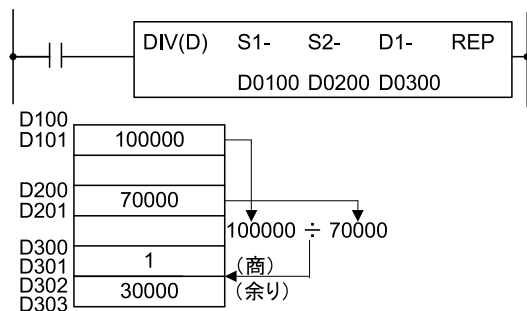 DIV(D) S1- S2- D1- REP
D0100 D0200 D0300
D100
D101
100000
D200
D201
70000
100000 ÷ 70000
D300
D301
1
(商)
D302
D303
30000
(余り)